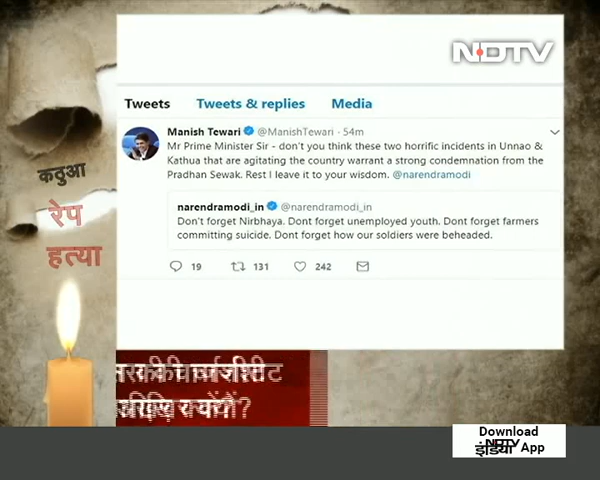 NDTV
Tweets Tweets & replies Media
Manish Tewari @ManishTewari · 54m
Mr Prime Minister Sir - don't you think these two horrific incidents in Unnao &
Kathua that are agitating the country warrant a strong condemnation from the
Pradhan Sewak. Rest I leave it to your wisdom. @narendramodi
narendramodi_in @narendramodi_in
Don't forget Nirbhaya. Dont forget unemployed youth. Dont forget farmers
committing suicide. Dont forget how our soldiers were beheaded.
19 131 242
कठुआ
रेप
हत्या
Download
NDTV
इंडिया App